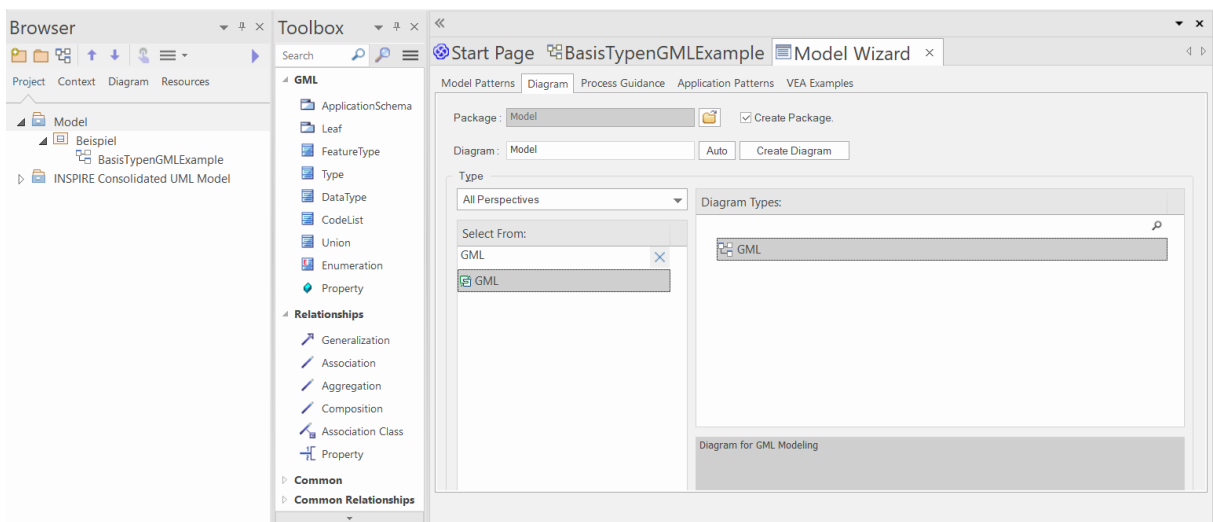 Browser
Project Context Diagram Resources
Model
Beispiel
BasisTypenGMLExample
INSPIRE Consolidated UML Model
Toolbox
Search
GML
ApplicationSchema
Leaf
FeatureType
Type
DataType
CodeList
Union
Enumeration
Property
Relationships
Generalization
Association
Aggregation
Composition
Association Class
Property
Common
Common Relationships
Start Page BasisTypenGMLExample Model Wizard
Model Patterns Diagram Process Guidance Application Patterns VEA Examples
Package : Model Create Package.
Diagram : Model Auto Create Diagram
Type
All Perspectives
Select From:
GML
GML
Diagram Types:
GML
Diagram for GML Modeling